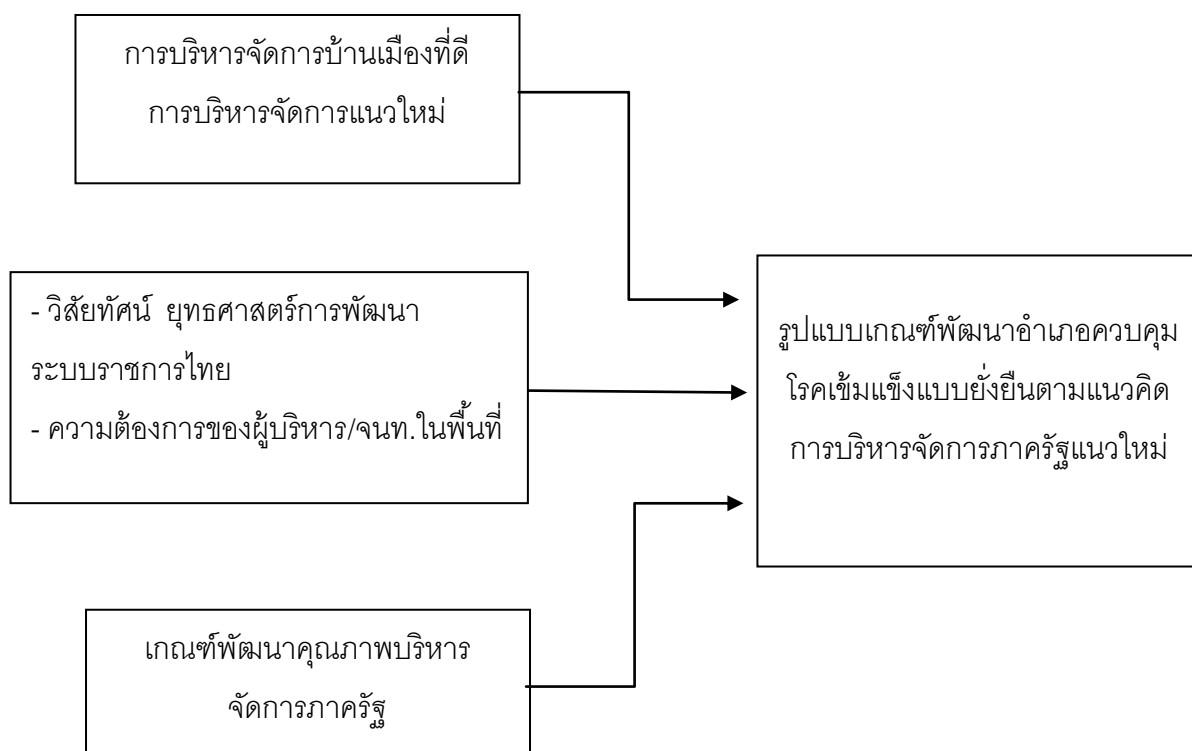 การบริหารจัดการบ้านเมืองที่ดี
การบริหารจัดการแนวใหม่
- วิสัยทัศน์ ยุทธศาสตร์การพัฒนา
ระบบราชการไทย
- ความต้องการของผู้บริหาร/จนท.ในพื้นที่
เกณฑ์พัฒนาคุณภาพบริหาร
จัดการภาครัฐ
รูปแบบเกณฑ์พัฒนาอำเภอควบคุม
โรคเข้มแข็งแบบยั่งยืนตามแนวคิด
การบริหารจัดการภาครัฐแนวใหม่